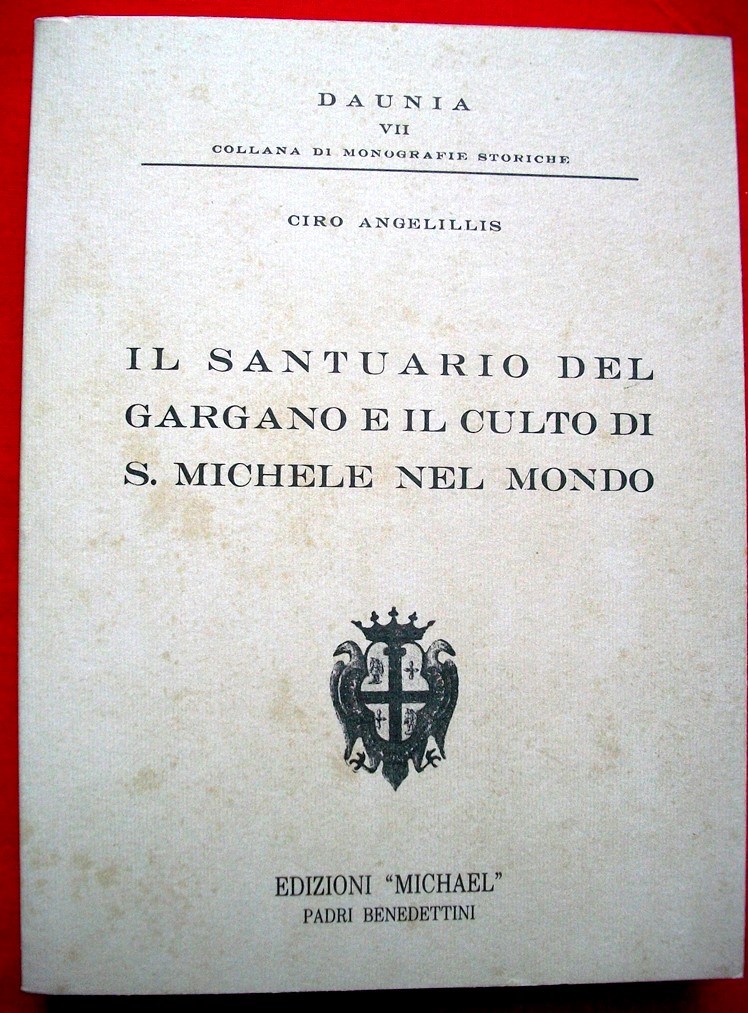 DAUNIA
VII
COLLANA DI MONOGRAFIE STORICHE
CIRO ANGELILLIS
IL SANTUARIO DEL
GARGANO E IL CULTO DI
S. MICHELE NEL MONDO
EDIZIONI “MICHAEL”
PADRI BENEDETTINI